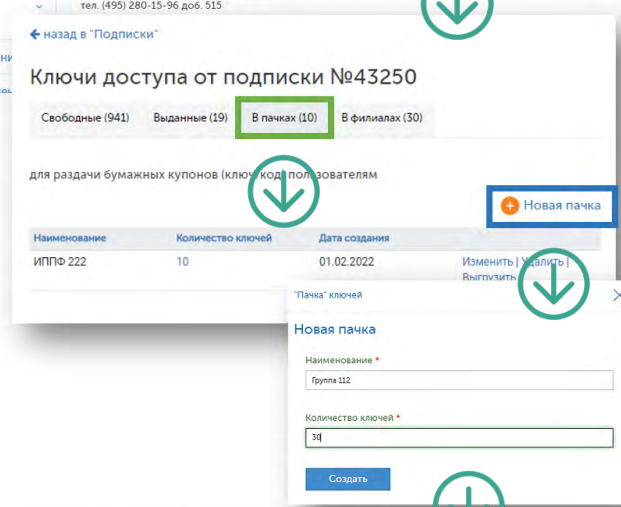 тел. (495) 280-15-96 доб. 515
назад в "Подписки"
Ключи доступа от подписки №43250
Свободные (941) Выданные (19) В пачках (10) В филиалах (30)
для раздачи бумажных купонов (ключ/код) пользователям
Новая пачка
Наименование Количество ключей Дата создания
ИППФ 222 10 01.02.2022 Изменить | Удалить |
Выгрузить
"Пачка" ключей
Новая пачка
Наименование *
Группа 112
Количество ключей *
30
Создать